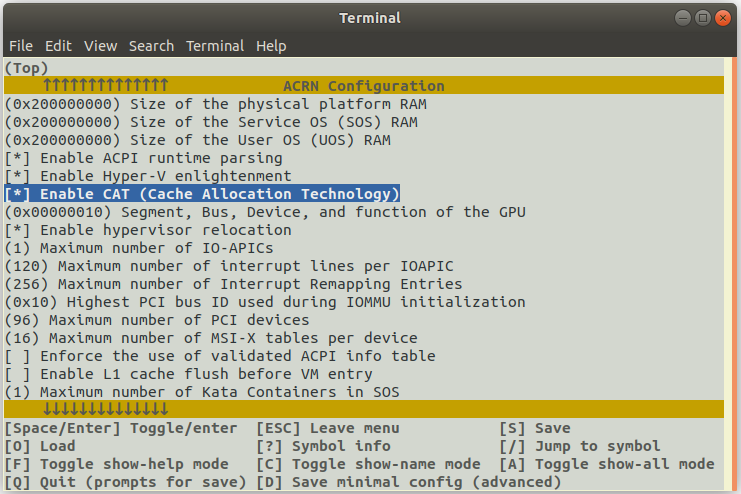 Terminal
File Edit View Search Terminal Help
(Top)
↑↑↑↑↑↑↑↑↑↑↑↑↑↑ ACRN Configuration
(0x200000000) Size of the physical platform RAM
(0x200000000) Size of the Service OS (SOS) RAM
(0x200000000) Size of the User OS (UOS) RAM
[*] Enable ACPI runtime parsing
[*] Enable Hyper-V enlightenment
[*] Enable CAT (Cache Allocation Technology)
(0x00000010) Segment, Bus, Device, and function of the GPU
[*] Enable hypervisor relocation
(1) Maximum number of IO-APICs
(120) Maximum number of interrupt lines per IOAPIC
(256) Maximum number of Interrupt Remapping Entries
(0x10) Highest PCI bus ID used during IOMMU initialization
(96) Maximum number of PCI devices
(16) Maximum number of MSI-X tables per device
[ ] Enforce the use of validated ACPI info table
[ ] Enable L1 cache flush before VM entry
(1) Maximum number of Kata Containers in SOS
↓↓↓↓↓↓↓↓↓↓↓↓↓↓
[Space/Enter] Toggle/enter [ESC] Leave menu [S] Save
[O] Load [?] Symbol info [/] Jump to symbol
[F] Toggle show-help mode [C] Toggle show-name mode [A] Toggle show-all mode
[Q] Quit (prompts for save) [D] Save minimal config (advanced)